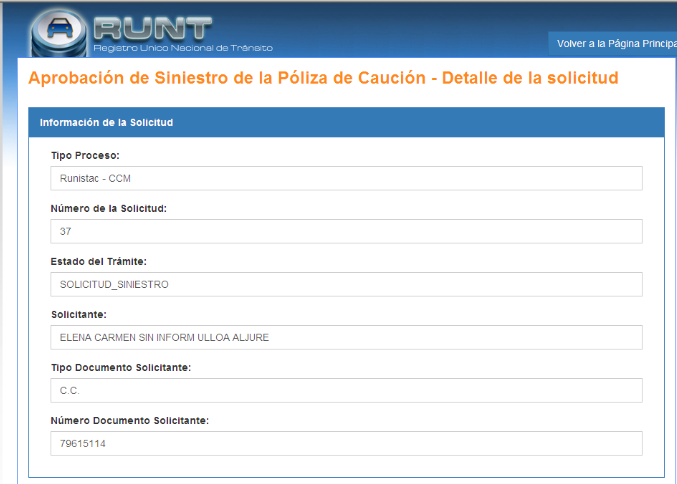 RUNT
Registro Unico Nacional de Tránsito
Volver a la Página Principa
Aprobación de Siniestro de la Póliza de Caución - Detalle de la solicitud
Información de la Solicitud
Tipo Proceso:
Runistac - CCM
Número de la Solicitud:
37
Estado del Trámite:
SOLICITUD_SINIESTRO
Solicitante:
ELENA CARMEN SIN INFORM ULLOA ALJURE
Tipo Documento Solicitante:
C.C.
Número Documento Solicitante:
79615114